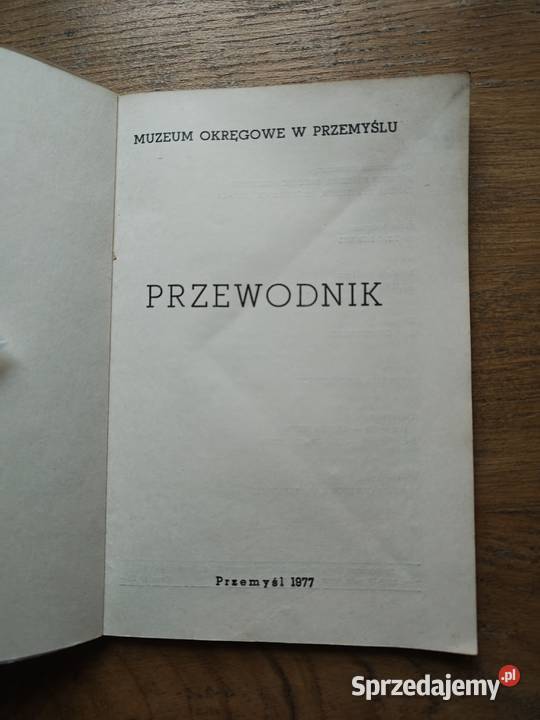 MUZEUM OKRĘGOWE W PRZEMYŚLU
PRZEWODNIK
Przemyśl 1977
Sprzedajemy.pl